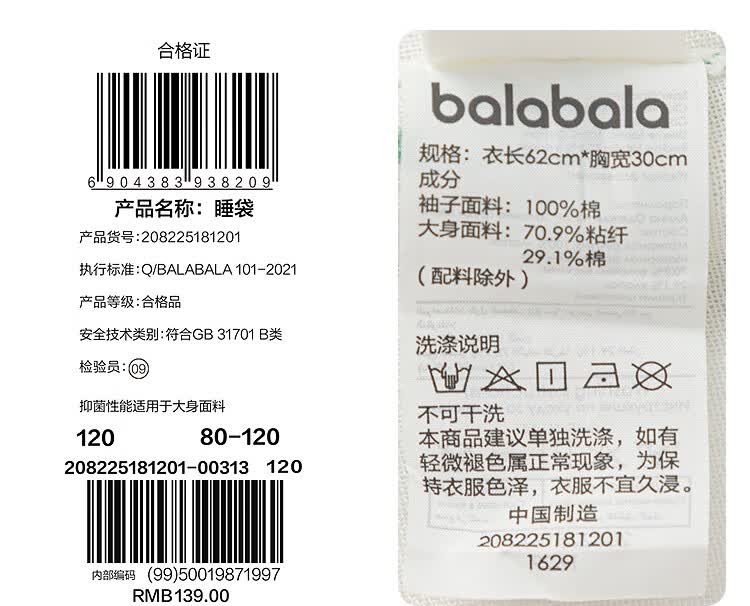 合格证
6 904383 938209
产品名称：睡袋
产品货号:208225181201
执行标准:Q/BALABALA 101-2021
产品等级:合格品
安全技术类别:符合GB 31701 B类
检验员:09
抑菌性能适用于大身面料
120 80-120
208225181201-00313 120
内部编码 (99)50019871997
RMB139.00
balabala
规格：衣长62cm*胸宽30cm
成分
袖子面料：100%棉
大身面料：70.9%粘纤
29.1%棉
(配料除外)
洗涤说明
不可干洗
本商品建议单独洗涤，如有
轻微褪色属正常现象，为保
持衣服色泽，衣服不宜久浸。
中国制造
208225181201
1629